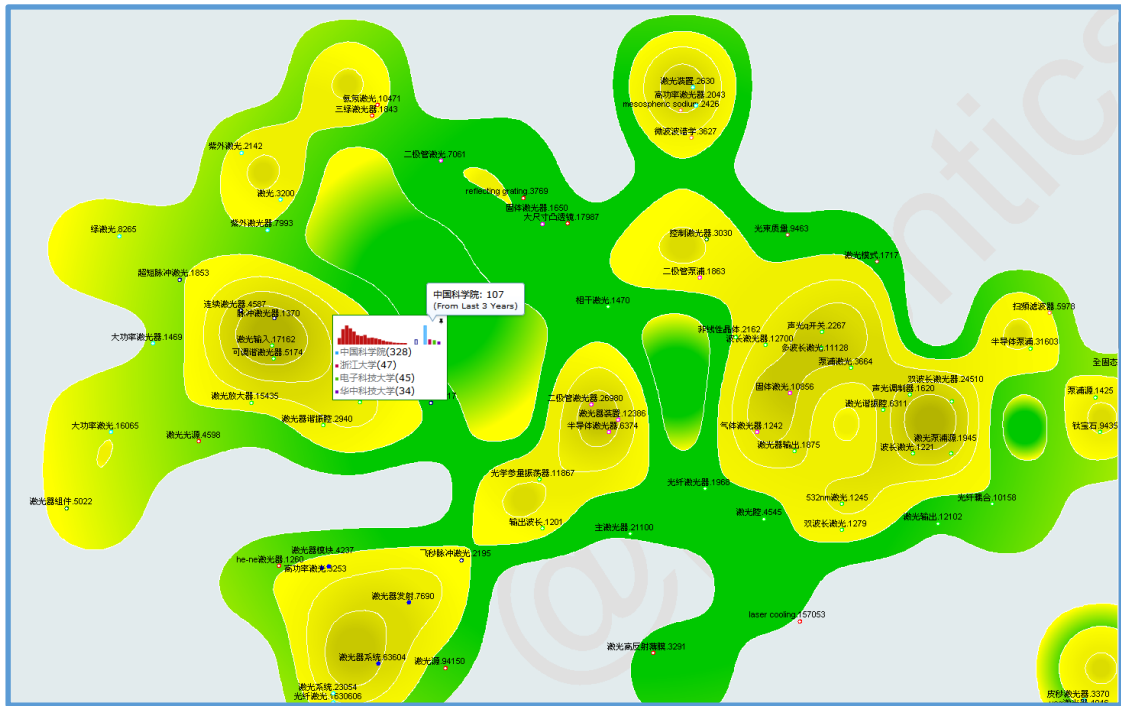 激光装置.2630
高功率激光器.2043
mesospheric sodium.2426
氩氪激光.10471
三绿激光器.1843
微波波谱学.3627
紫外激光.2142
二极管激光.7061
激光.3200
reflecting grating.3769
固体激光器.1650
大尺寸凸透镜.17987
紫外激光器.7993
绿激光.8265
控制激光器.3030
光束质量.9463
激光模式.1717
超短脉冲激光.1853
二极管泵浦.1863
中国科学院: 107
(From Last 3 Years)
相干激光.1470
连续激光器.4587
脉冲激光器.1370
扫频滤波器.5978
大功率激光器.1469
激光输入.17162
可调谐激光器.5174
中国科学院(328)
浙江大学(47)
电子科技大学(45)
华中科技大学(34)
非线性晶体.2162
波长激光器.12700
声光q开关.2267
多波长激光.11128
泵浦激光.3664
半导体泵浦.31603
全固态
固体激光.10856
双波长激光器.24510
声光调制器.1620
泵浦源.1425
激光放大器.15435
17
二极管激光器.26980
激光器装置.12386
半导体激光器.6374
激光谐振腔.6311
激光器谐振腔.2940
大功率激光.16065
激光光源.4598
气体激光器.1242
激光器输出.1875
波长激光.1221
激光泵浦源.1945
钛宝石.9435
光学参量振荡器.11867
光纤激光器.1968
激光器组件.5022
532nm激光.1245
光纤耦合.10158
输出波长.1201
主激光器.21100
激光腔.4545
双波长激光.1279
激光输出.12102
激光器模块.4237
he-ne激光器.1260
高功率激光.3253
飞秒脉冲激光.2195
激光器发射.7690
laser cooling.157053
激光器系统.63604
激光源.94150
激光高反射薄膜.3291
激光系统.23054
光纤激光.1630606
皮秒激光器.3370